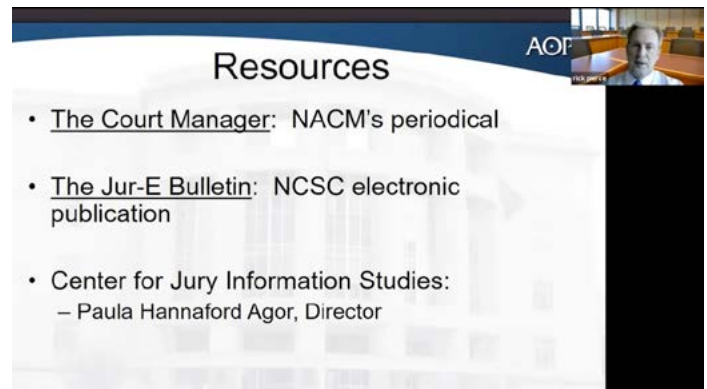 AOP
Resources
rick pierce
• The Court Manager: NACM's periodical
• The Jur-E Bulletin: NCSC electronic
publication
• Center for Jury Information Studies:
– Paula Hannaford Agor, Director